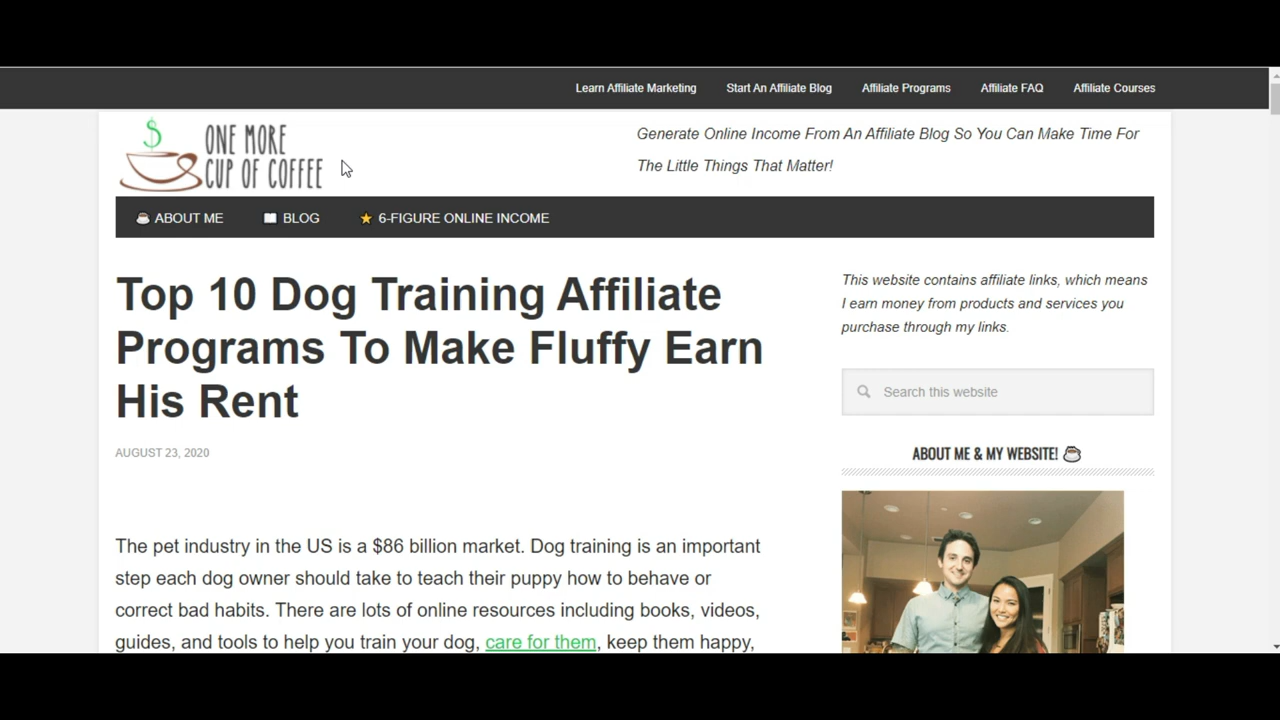 Learn Affiliate Marketing Start An Affiliate Blog Affiliate Programs Affiliate FAQ Affiliate Courses
$
ONE MORE
CUP OF COFFEE
Generate Online Income From An Affiliate Blog So You Can Make Time For
The Little Things That Matter!
ABOUT ME BLOG 6-FIGURE ONLINE INCOME
Top 10 Dog Training Affiliate
Programs To Make Fluffy Earn
His Rent
AUGUST 23, 2020
The pet industry in the US is a $86 billion market. Dog training is an important
step each dog owner should take to teach their puppy how to behave or
correct bad habits. There are lots of online resources including books, videos,
guides, and tools to help you train your dog, care for them, keep them happy,
This website contains affiliate links, which means
I earn money from products and services you
purchase through my links.
Search this website
ABOUT ME & MY WEBSITE!